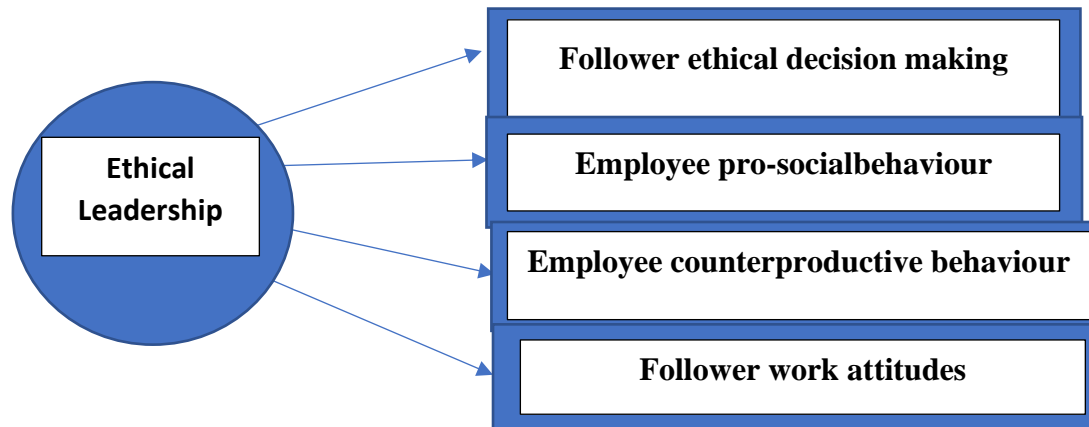 Ethical
Leadership
Follower ethical decision making
Employee pro-socialbehaviour
Employee counterproductive behaviour
Follower work attitudes